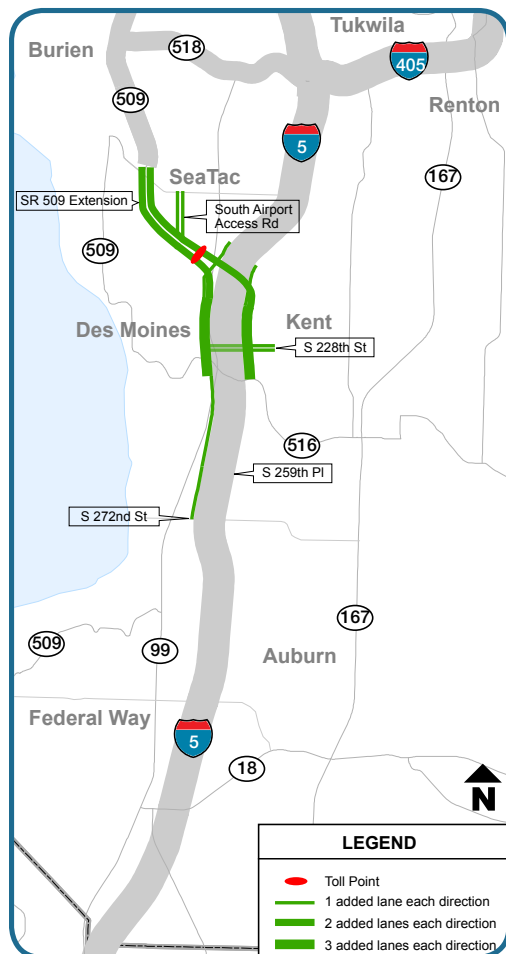 Tukwila
Burien
518
405
Renton
509
5
167
SeaTac
SR 509 Extension
South Airport
Access Rd
509
Des Moines
Kent
S 228th St
516
S 259th Pl
S 272nd St
167
509
99
Auburn
Federal Way
5
18
N
LEGEND
Toll Point
1 added lane each direction
2 added lanes each direction
3 added lanes each direction